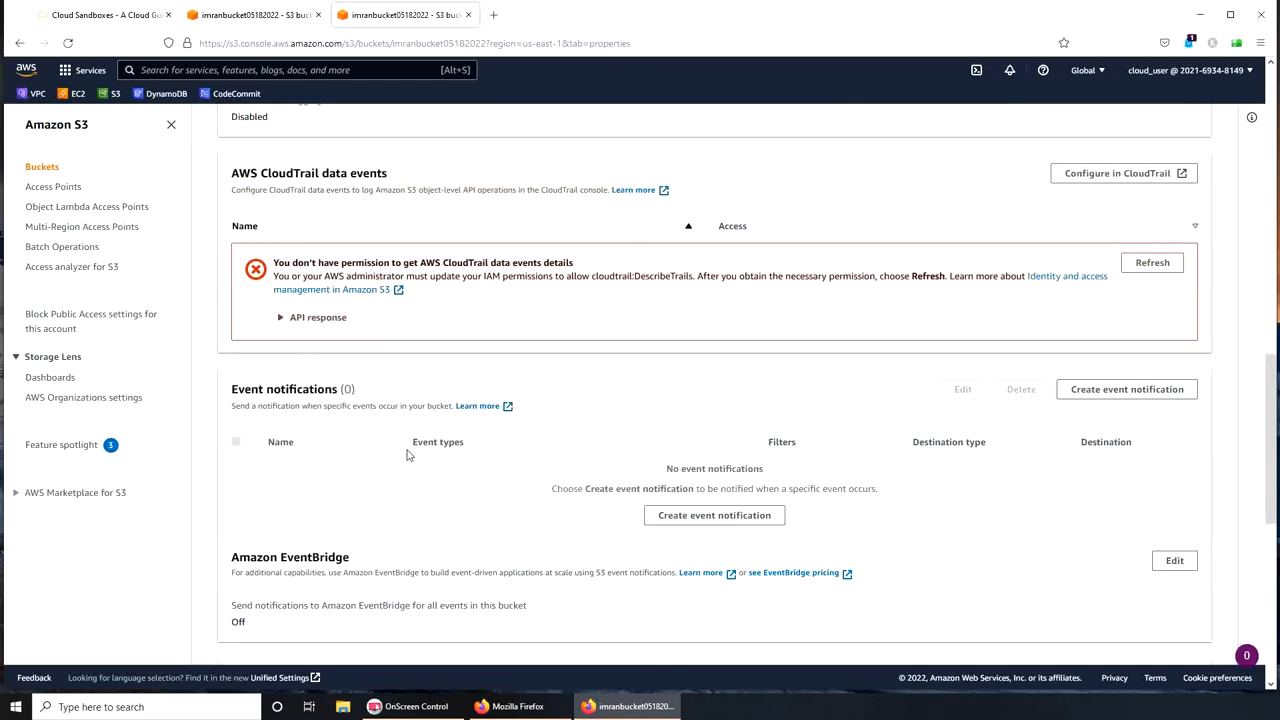 Cloud Sandboxes - A Cloud Gu
imranbucket05182022 - S3 buc
imranbucket05182022 - S3 buc
https://s3.console.aws.amazon.com/s3/buckets/imranbucket05182022?region=us-east-1&tab=properties
1
aws
Services
Search for services, features, blogs, docs, and more
[Alt+S]
Global
cloud_user @ 2021-6934-8149
VPC
EC2
S3
DynamoDB
CodeCommit
Amazon S3
Buckets
Access Points
Object Lambda Access Points
Multi-Region Access Points
Batch Operations
Access analyzer for S3
Block Public Access settings for
this account
Storage Lens
Dashboards
AWS Organizations settings
Feature spotlight 3
AWS Marketplace for S3
Disabled
AWS CloudTrail data events
Configure CloudTrail data events to log Amazon S3 object-level API operations in the CloudTrail console. Learn more
Configure in CloudTrail
Name
Access
You don't have permission to get AWS CloudTrail data events details
You or your AWS administrator must update your IAM permissions to allow cloudtrail:DescribeTrails. After you obtain the necessary permission, choose Refresh. Learn more about Identity and access
management in Amazon S3
Refresh
API response
Event notifications (0)
Send a notification when specific events occur in your bucket. Learn more
Edit
Delete
Create event notification
Name
Event types
Filters
Destination type
Destination
No event notifications
Choose Create event notification to be notified when a specific event occurs.
Create event notification
Amazon EventBridge
For additional capabilities, use Amazon EventBridge to build event-driven applications at scale using S3 event notifications. Learn more or see EventBridge pricing
Edit
Send notifications to Amazon EventBridge for all events in this bucket
Off
0
Feedback
Looking for language selection? Find it in the new Unified Settings
© 2022, Amazon Web Services, Inc. or its affiliates.
Privacy
Terms
Cookie preferences
Type here to search
OnScreen Control
Mozilla Firefox
imranbucket051820...